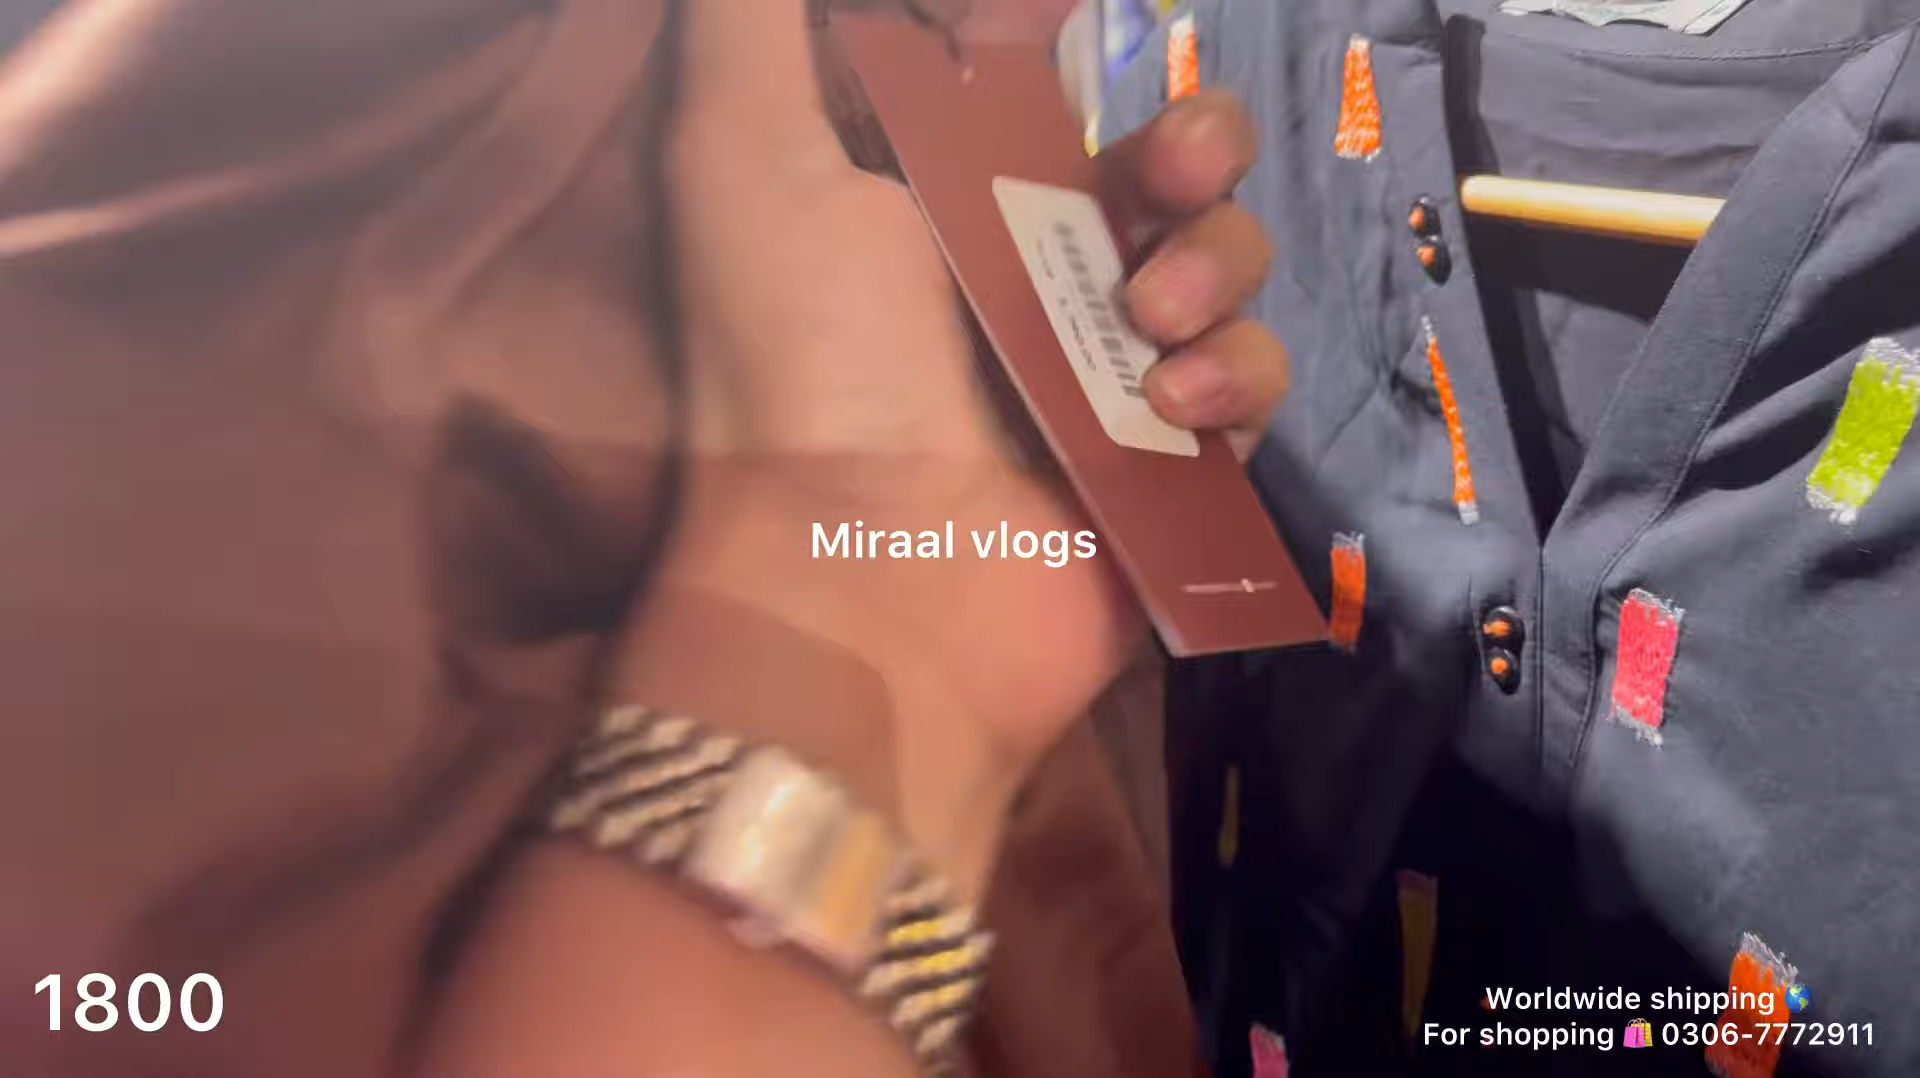 Miraal vlogs
1800
Worldwide shipping 🌎
For shopping 🛍️ 0306-7772911